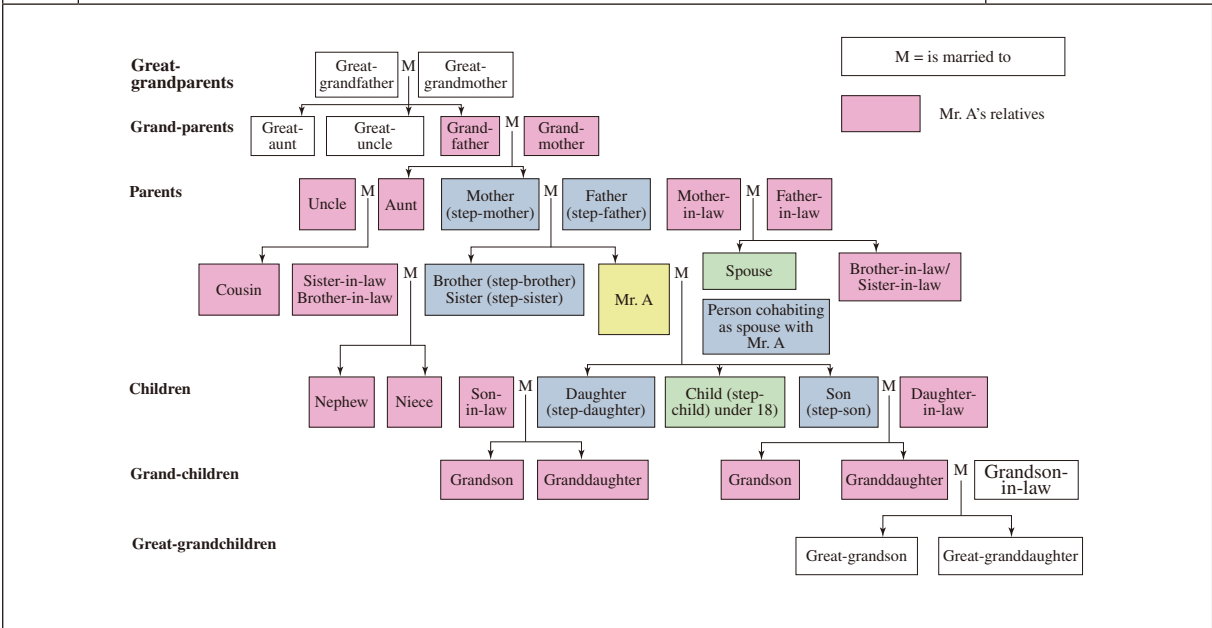 Great-
grandparents
Great-
grandfather
M
Great-
grandmother
M = is married to
Mr. A's relatives
Grand-parents
Great-
aunt
Great-
uncle
Grand-
father
M
Grand-
mother
Parents
Uncle
M
Aunt
Mother
(step-mother)
M
Father
(step-father)
Mother-
in-law
M
Father-
in-law
Cousin
Sister-in-law
Brother-in-law
M
Brother (step-brother)
Sister (step-sister)
Mr. A
M
Spouse
Person cohabiting
as spouse with
Mr. A
Brother-in-law/
Sister-in-law
Children
Nephew
Niece
Son-
in-law
M
Daughter
(step-daughter)
Child (step-
child) under 18)
Son
(step-son)
M
Daughter-
in-law
Grand-children
Grandson
Granddaughter
Grandson
Granddaughter
M
Grandson-
in-law
Great-grandchildren
Great-grandson
Great-granddaughter